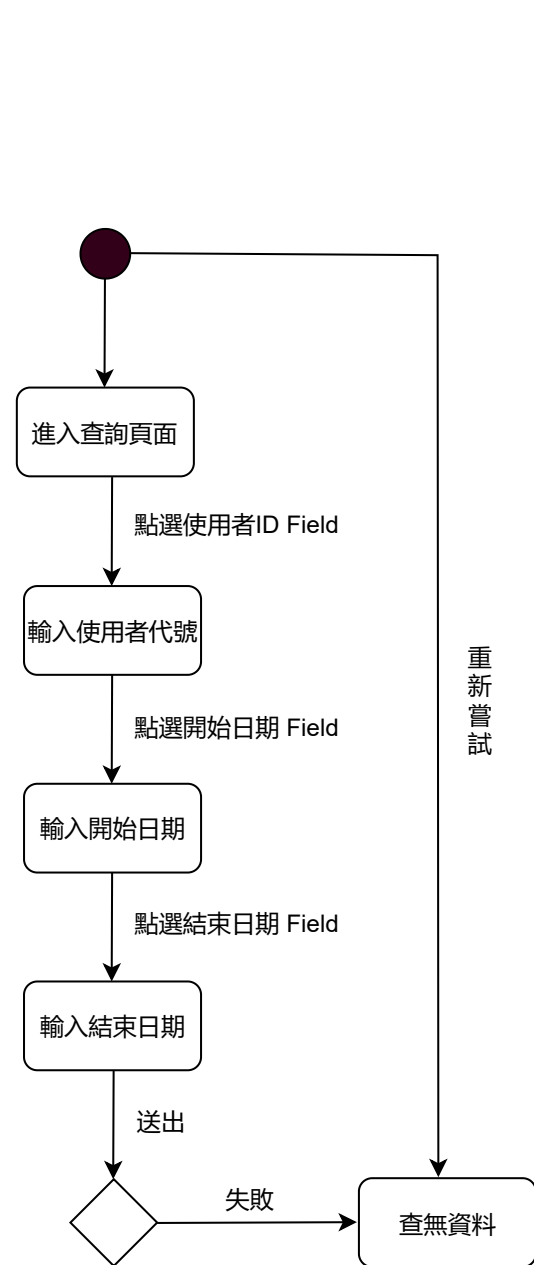 進入查詢頁面
點選使用者ID Field
輸入使用者代號
重新嘗試
點選開始日期 Field
輸入開始日期
點選結束日期 Field
輸入結束日期
送出
失敗
查無資料